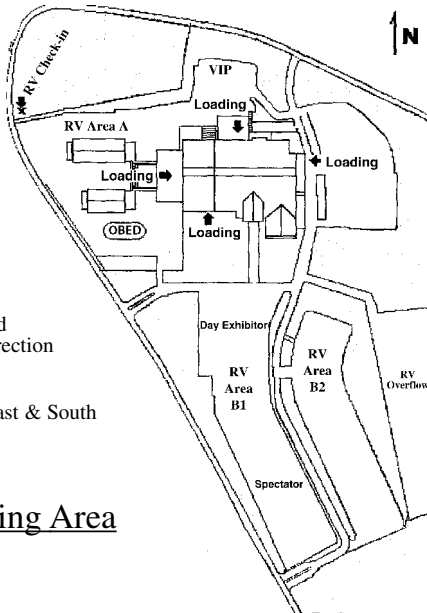 N
RV Check-in
VIP
Loading
RV Area A
Loading
Loading
OBED
Loading
Day Exhibitor
RV
Area
B1
RV
Area
B2
RV
Overflow
Spectator
rection
ast & South
ing Area